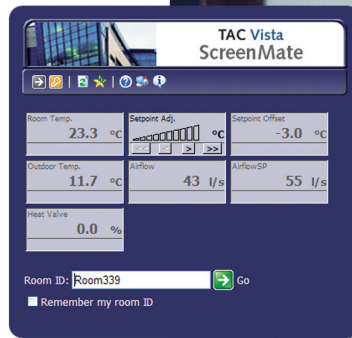 TAC Vista
ScreenMate
Room Temp.
23.3 °C
Setpoint Adj.
°C
<< < > >>
Setpoint Offset
-3.0 °C
Outdoor Temp.
11.7 °C
Airflow
43 l/s
AirflowSP
55 l/s
Heat Valve
0.0 %
Room ID: Room339 Go
Remember my room ID